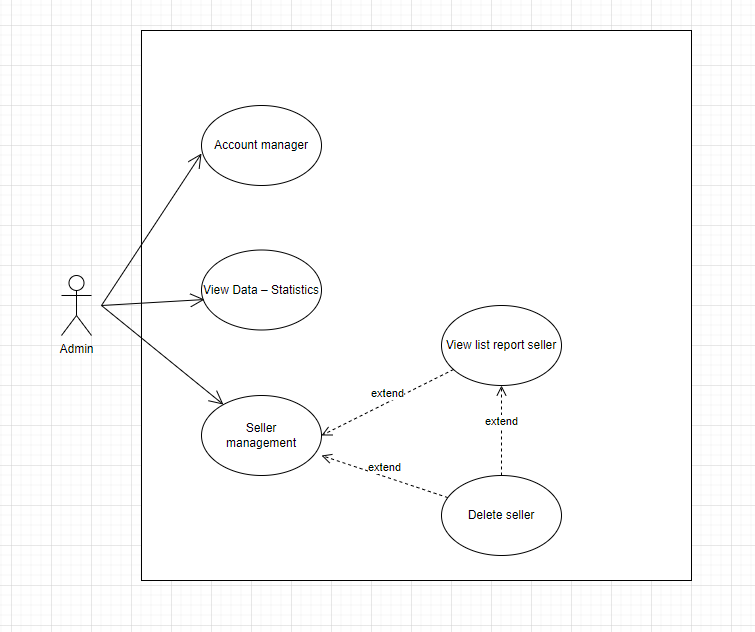 Account manager
View Data – Statistics
Admin
View list report seller
extend
extend
Seller
management
extend
Delete seller